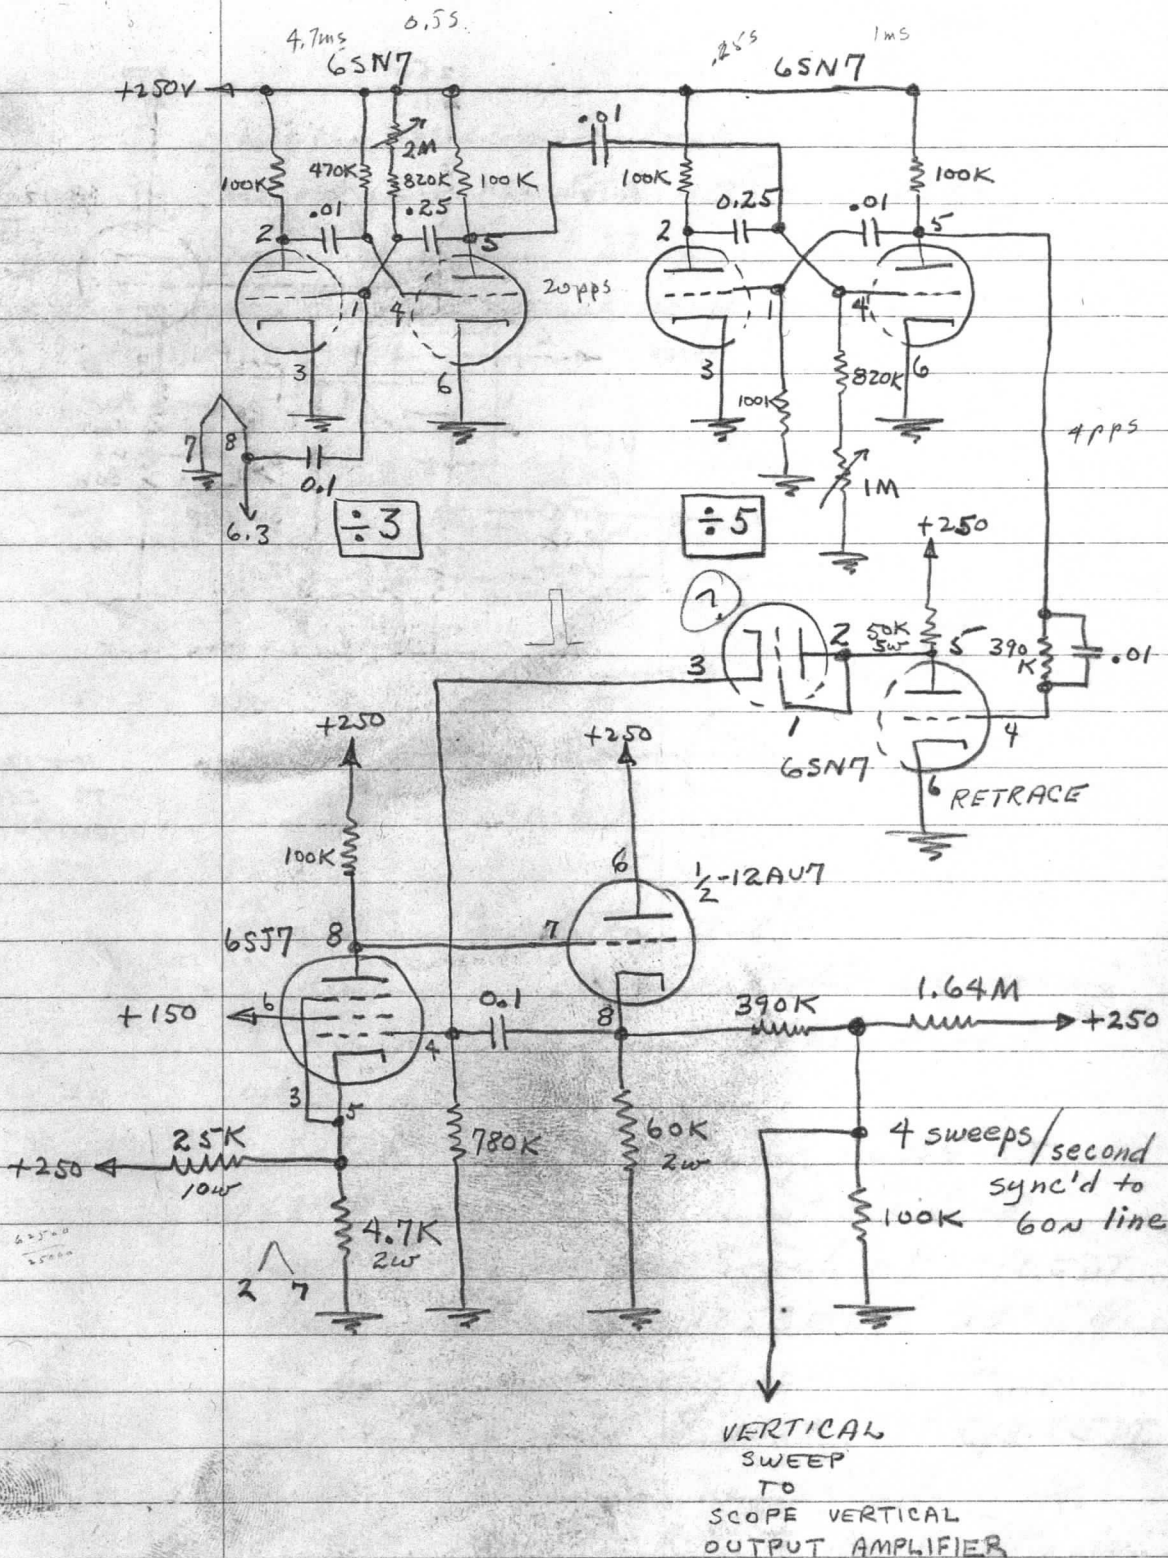 4.7ms
0.5s
.25s
1ms
6SN7
6SN7
+250V
.01
2M
100K
470K
820K
100K
100K
100K
.01
.25
0.25
.01
2
5
2
5
20pps
1
4
1
4
3
6
3
6
820K
100K
7
8
4pps
0.1
1M
6.3
÷3
÷5
+250
?
2
50K
5w
5
390
K
.01
3
1
4
+250
+250
6SN7
6
RETRACE
100K
6
½-12AU7
6SJ7
8
7
+150
6
0.1
390K
1.64M
8
+250
4
3
5
25K
780K
60K
2w
4 sweeps/second
+250
10w
sync'd to
4.7K
2w
100K
60~ line
25000
2
7
VERTICAL
SWEEP
TO
SCOPE VERTICAL
OUTPUT AMPLIFIER